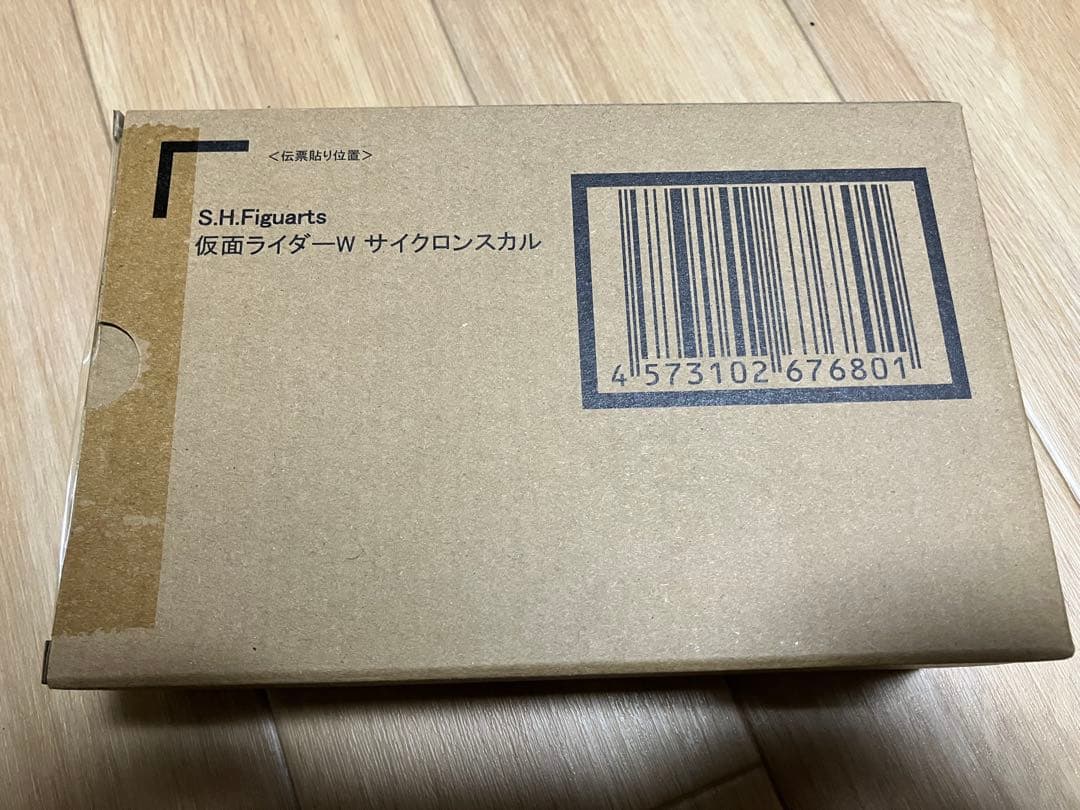 ＜伝票貼り位置＞
S.H.Figuarts
仮面ライダーW サイクロンスカル
4 573102 676801